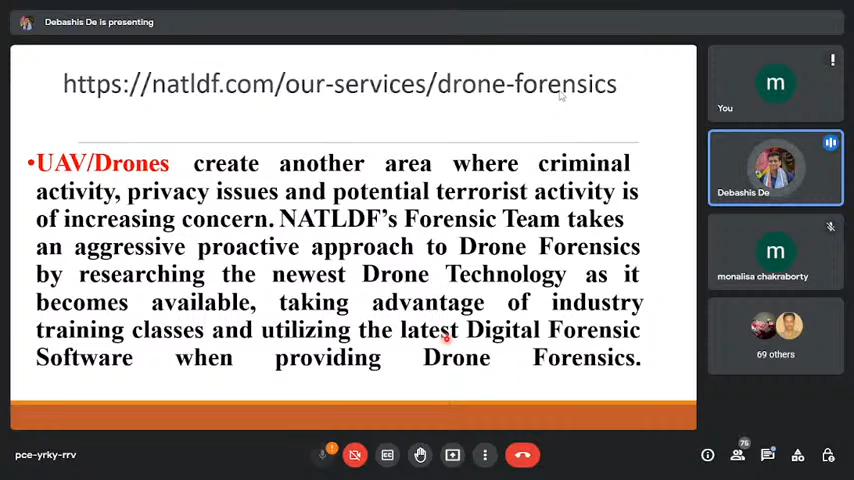 Debashis De is presenting
https://natldf.com/our-services/drone-forensics
•UAV/Drones create another area where criminal
activity, privacy issues and potential terrorist activity is
of increasing concern. NATLDF's Forensic Team takes
an aggressive proactive approach to Drone Forensics
by researching the newest Drone Technology as it
becomes available, taking advantage of industry
training classes and utilizing the latest Digital Forensic
Software when providing Drone Forensics.
m
You
Debashis De
m
monalisa chakraborty
69 others
pce-yrky-rrv
CC
75